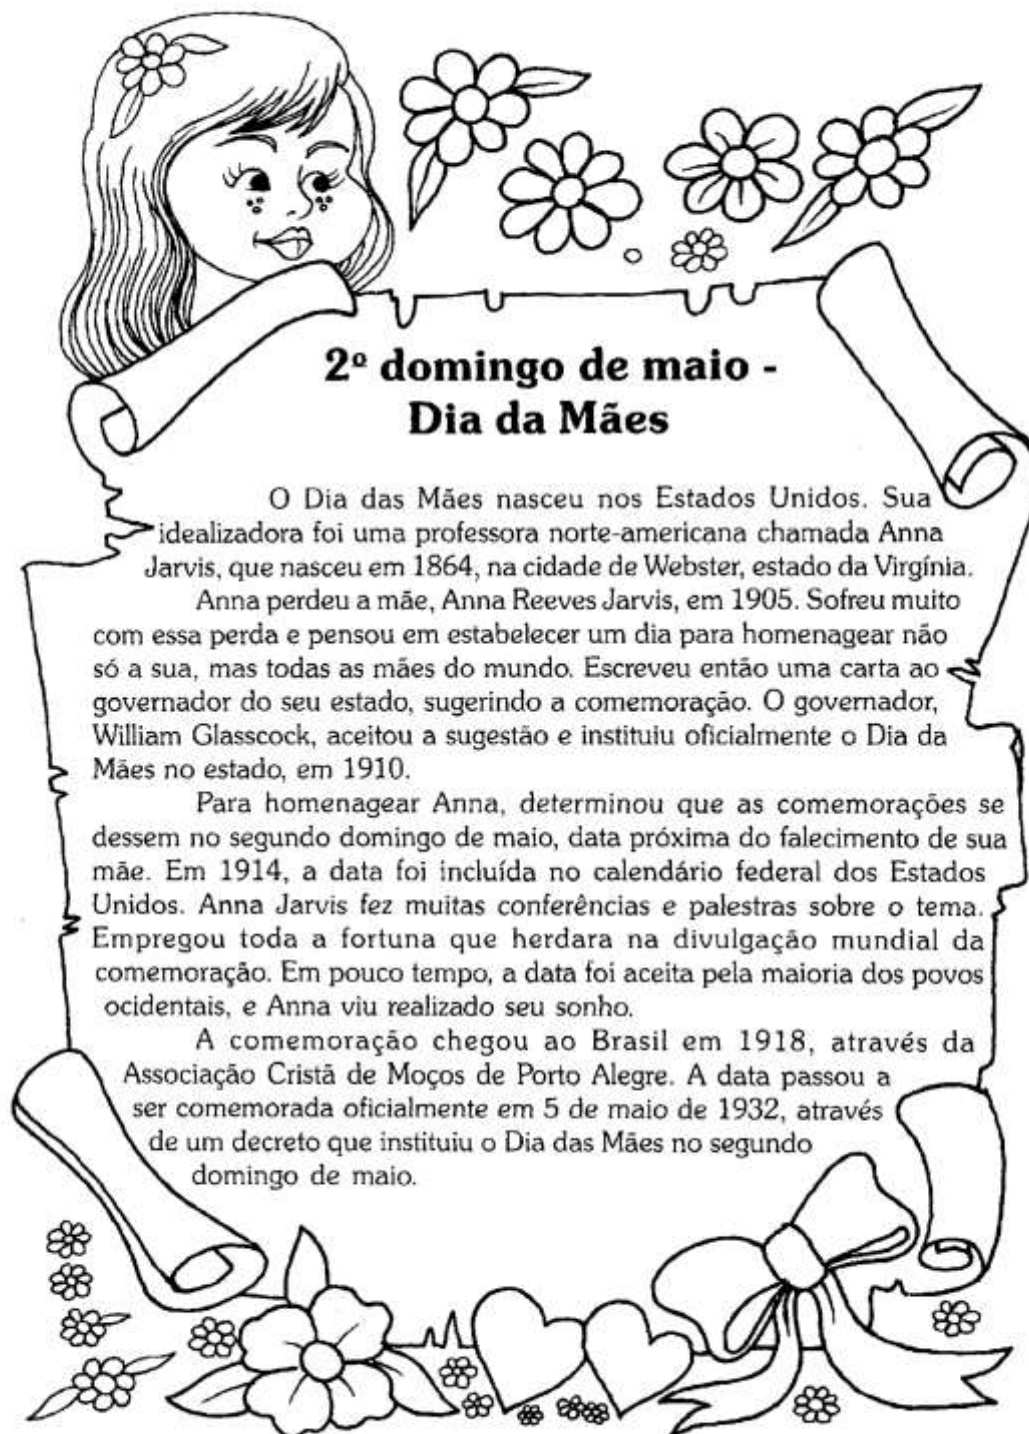 2º domingo de maio -
Dia da Mães
O Dia das Mães nasceu nos Estados Unidos. Sua
idealizadora foi uma professora norte-americana chamada Anna
Jarvis, que nasceu em 1864, na cidade de Webster, estado da Virgínia.
Anna perdeu a mãe, Anna Reeves Jarvis, em 1905. Sofreu muito
com essa perda e pensou em estabelecer um dia para homenagear não
só a sua, mas todas as mães do mundo. Escreveu então uma carta ao
governador do seu estado, sugerindo a comemoração. O governador,
William Glasscock, aceitou a sugestão e instituiu oficialmente o Dia da
Mães no estado, em 1910.
Para homenagear Anna, determinou que as comemorações se
dessem no segundo domingo de maio, data próxima do falecimento de sua
mãe. Em 1914, a data foi incluída no calendário federal dos Estados
Unidos. Anna Jarvis fez muitas conferências e palestras sobre o tema.
Empregou toda a fortuna que herdara na divulgação mundial da
comemoração. Em pouco tempo, a data foi aceita pela maioria dos povos
ocidentais, e Anna viu realizado seu sonho.
A comemoração chegou ao Brasil em 1918, através da
Associação Cristã de Moços de Porto Alegre. A data passou a
ser comemorada oficialmente em 5 de maio de 1932, através
de um decreto que instituiu o Dia das Mães no segundo
domingo de maio.